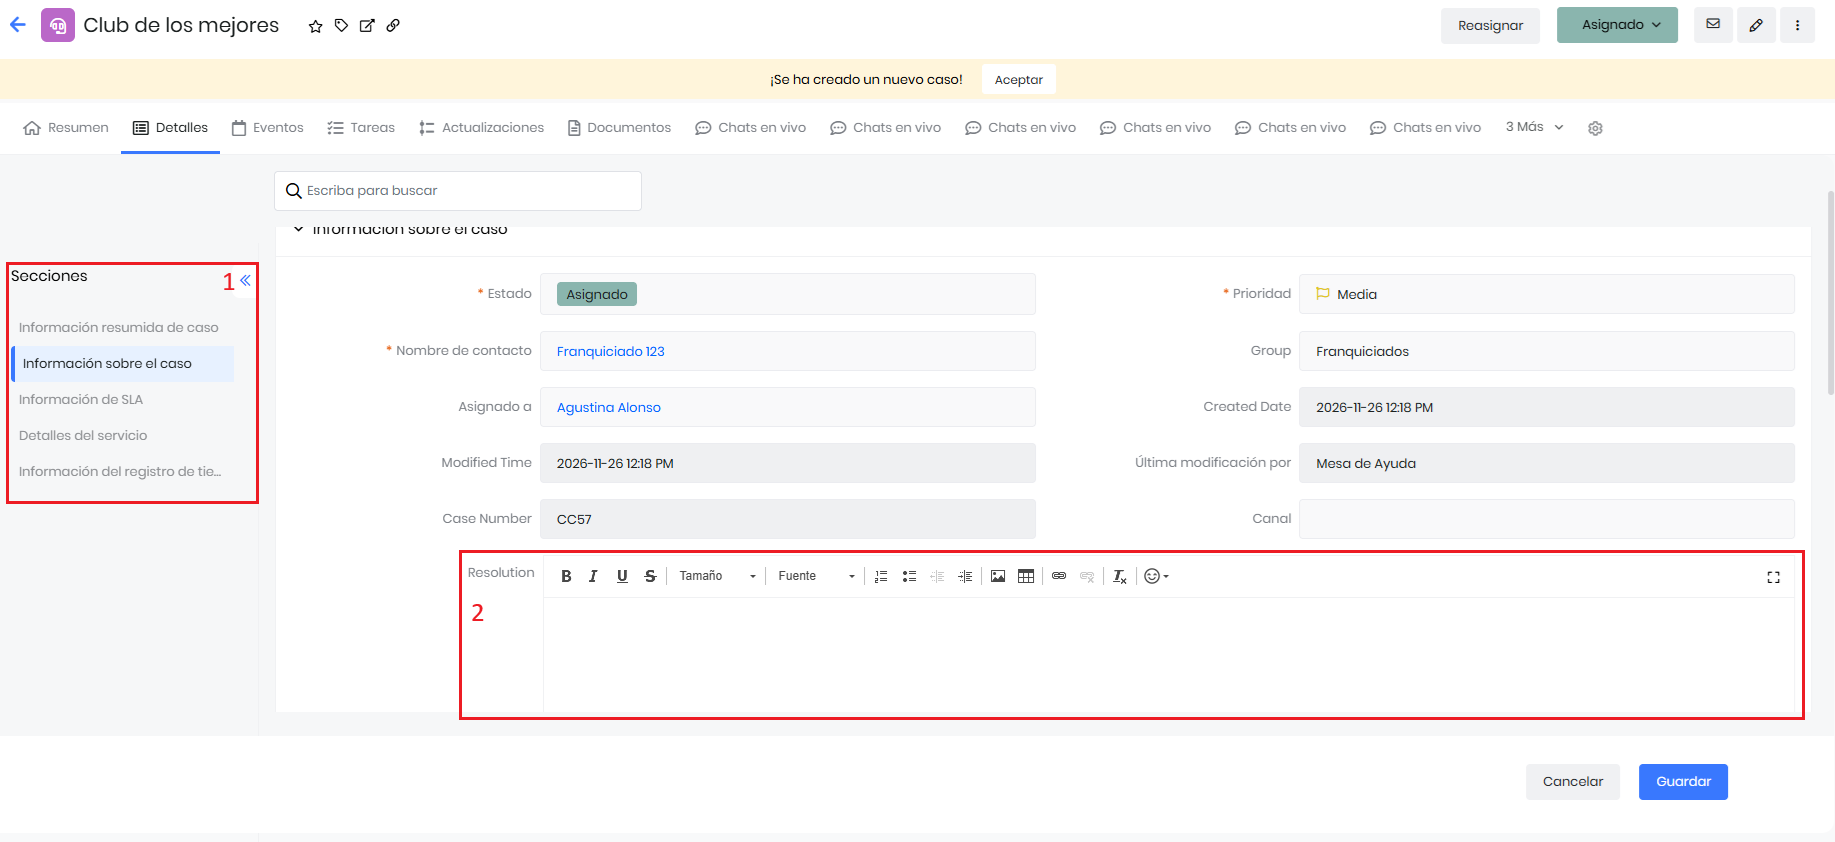 Club de los mejores
Reasignar
Asignado
¡Se ha creado un nuevo caso!
Aceptar
Resumen
Detalles
Eventos
Tareas
Actualizaciones
Documentos
Chats en vivo
Chats en vivo
Chats en vivo
Chats en vivo
Chats en vivo
Chats en vivo
3 Más
Escriba para buscar
Secciones
1
Información resumida de caso
Información sobre el caso
Información de SLA
Detalles del servicio
Información del registro de tie...
Información sobre el caso
* Estado
Asignado
* Prioridad
Media
* Nombre de contacto
Franquiciado 123
Group
Franquiciados
Asignado a
Agustina Alonso
Created Date
2026-11-26 12:18 PM
Modified Time
2026-11-26 12:18 PM
Última modificación por
Mesa de Ayuda
Case Number
CC57
Canal
Resolution
B I U S Tamaño Fuente
2
Cancelar
Guardar